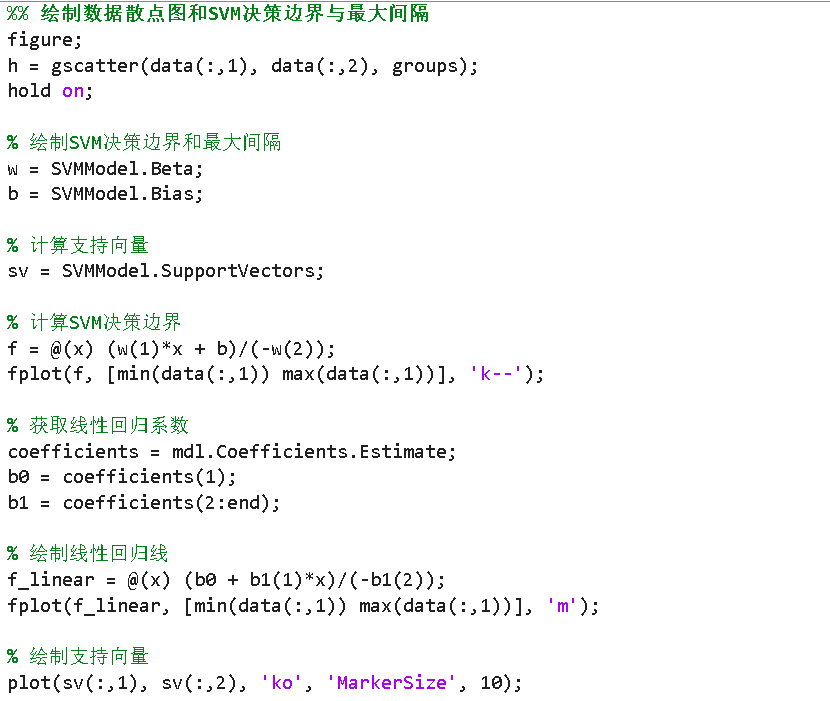 %% 绘制数据散点图和SVM决策边界与最大间隔
figure;
h = gscatter(data(:,1), data(:,2), groups);
hold on;
% 绘制SVM决策边界和最大间隔
w = SVMModel.Beta;
b = SVMModel.Bias;
% 计算支持向量
sv = SVMModel.SupportVectors;
% 计算SVM决策边界
f = @(x) (w(1)*x + b)/(-w(2));
fplot(f, [min(data(:,1)) max(data(:,1))], 'k--');
% 获取线性回归系数
coefficients = mdl.Coefficients.Estimate;
b0 = coefficients(1);
b1 = coefficients(2:end);
% 绘制线性回归线
f_linear = @(x) (b0 + b1(1)*x)/(-b1(2));
fplot(f_linear, [min(data(:,1)) max(data(:,1))], 'm');
% 绘制支持向量
plot(sv(:,1), sv(:,2), 'ko', 'MarkerSize', 10);